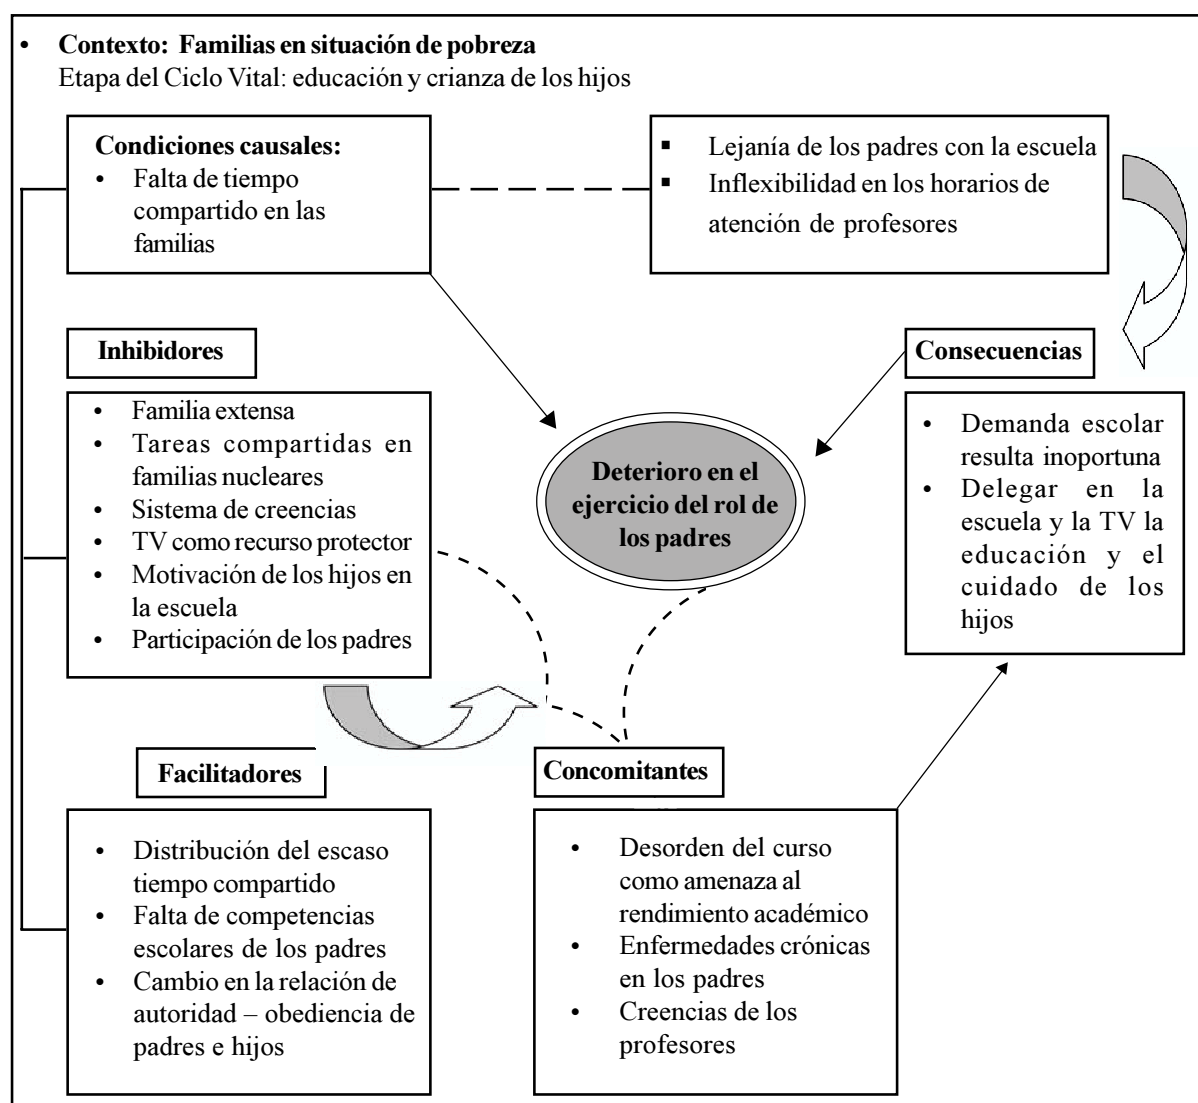 • Contexto: Familias en situación de pobreza
Etapa del Ciclo Vital: educación y crianza de los hijos
Condiciones causales:
• Falta de tiempo
compartido en las
familias
▪ Lejanía de los padres con la escuela
▪ Inflexibilidad en los horarios de
atención de profesores
Inhibidores
• Familia extensa
• Tareas compartidas en
familias nucleares
• Sistema de creencias
• TV como recurso protector
• Motivación de los hijos en
la escuela
• Participación de los padres
Deterioro en el
ejercicio del rol de
los padres
Consecuencias
• Demanda escolar
resulta inoportuna
• Delegar en la
escuela y la TV la
educación y el
cuidado de los
hijos
Facilitadores
• Distribución del escaso
tiempo compartido
• Falta de competencias
escolares de los padres
• Cambio en la relación de
autoridad – obediencia de
padres e hijos
Concomitantes
• Desorden del curso
como amenaza al
rendimiento académico
• Enfermedades crónicas
en los padres
• Creencias de los
profesores